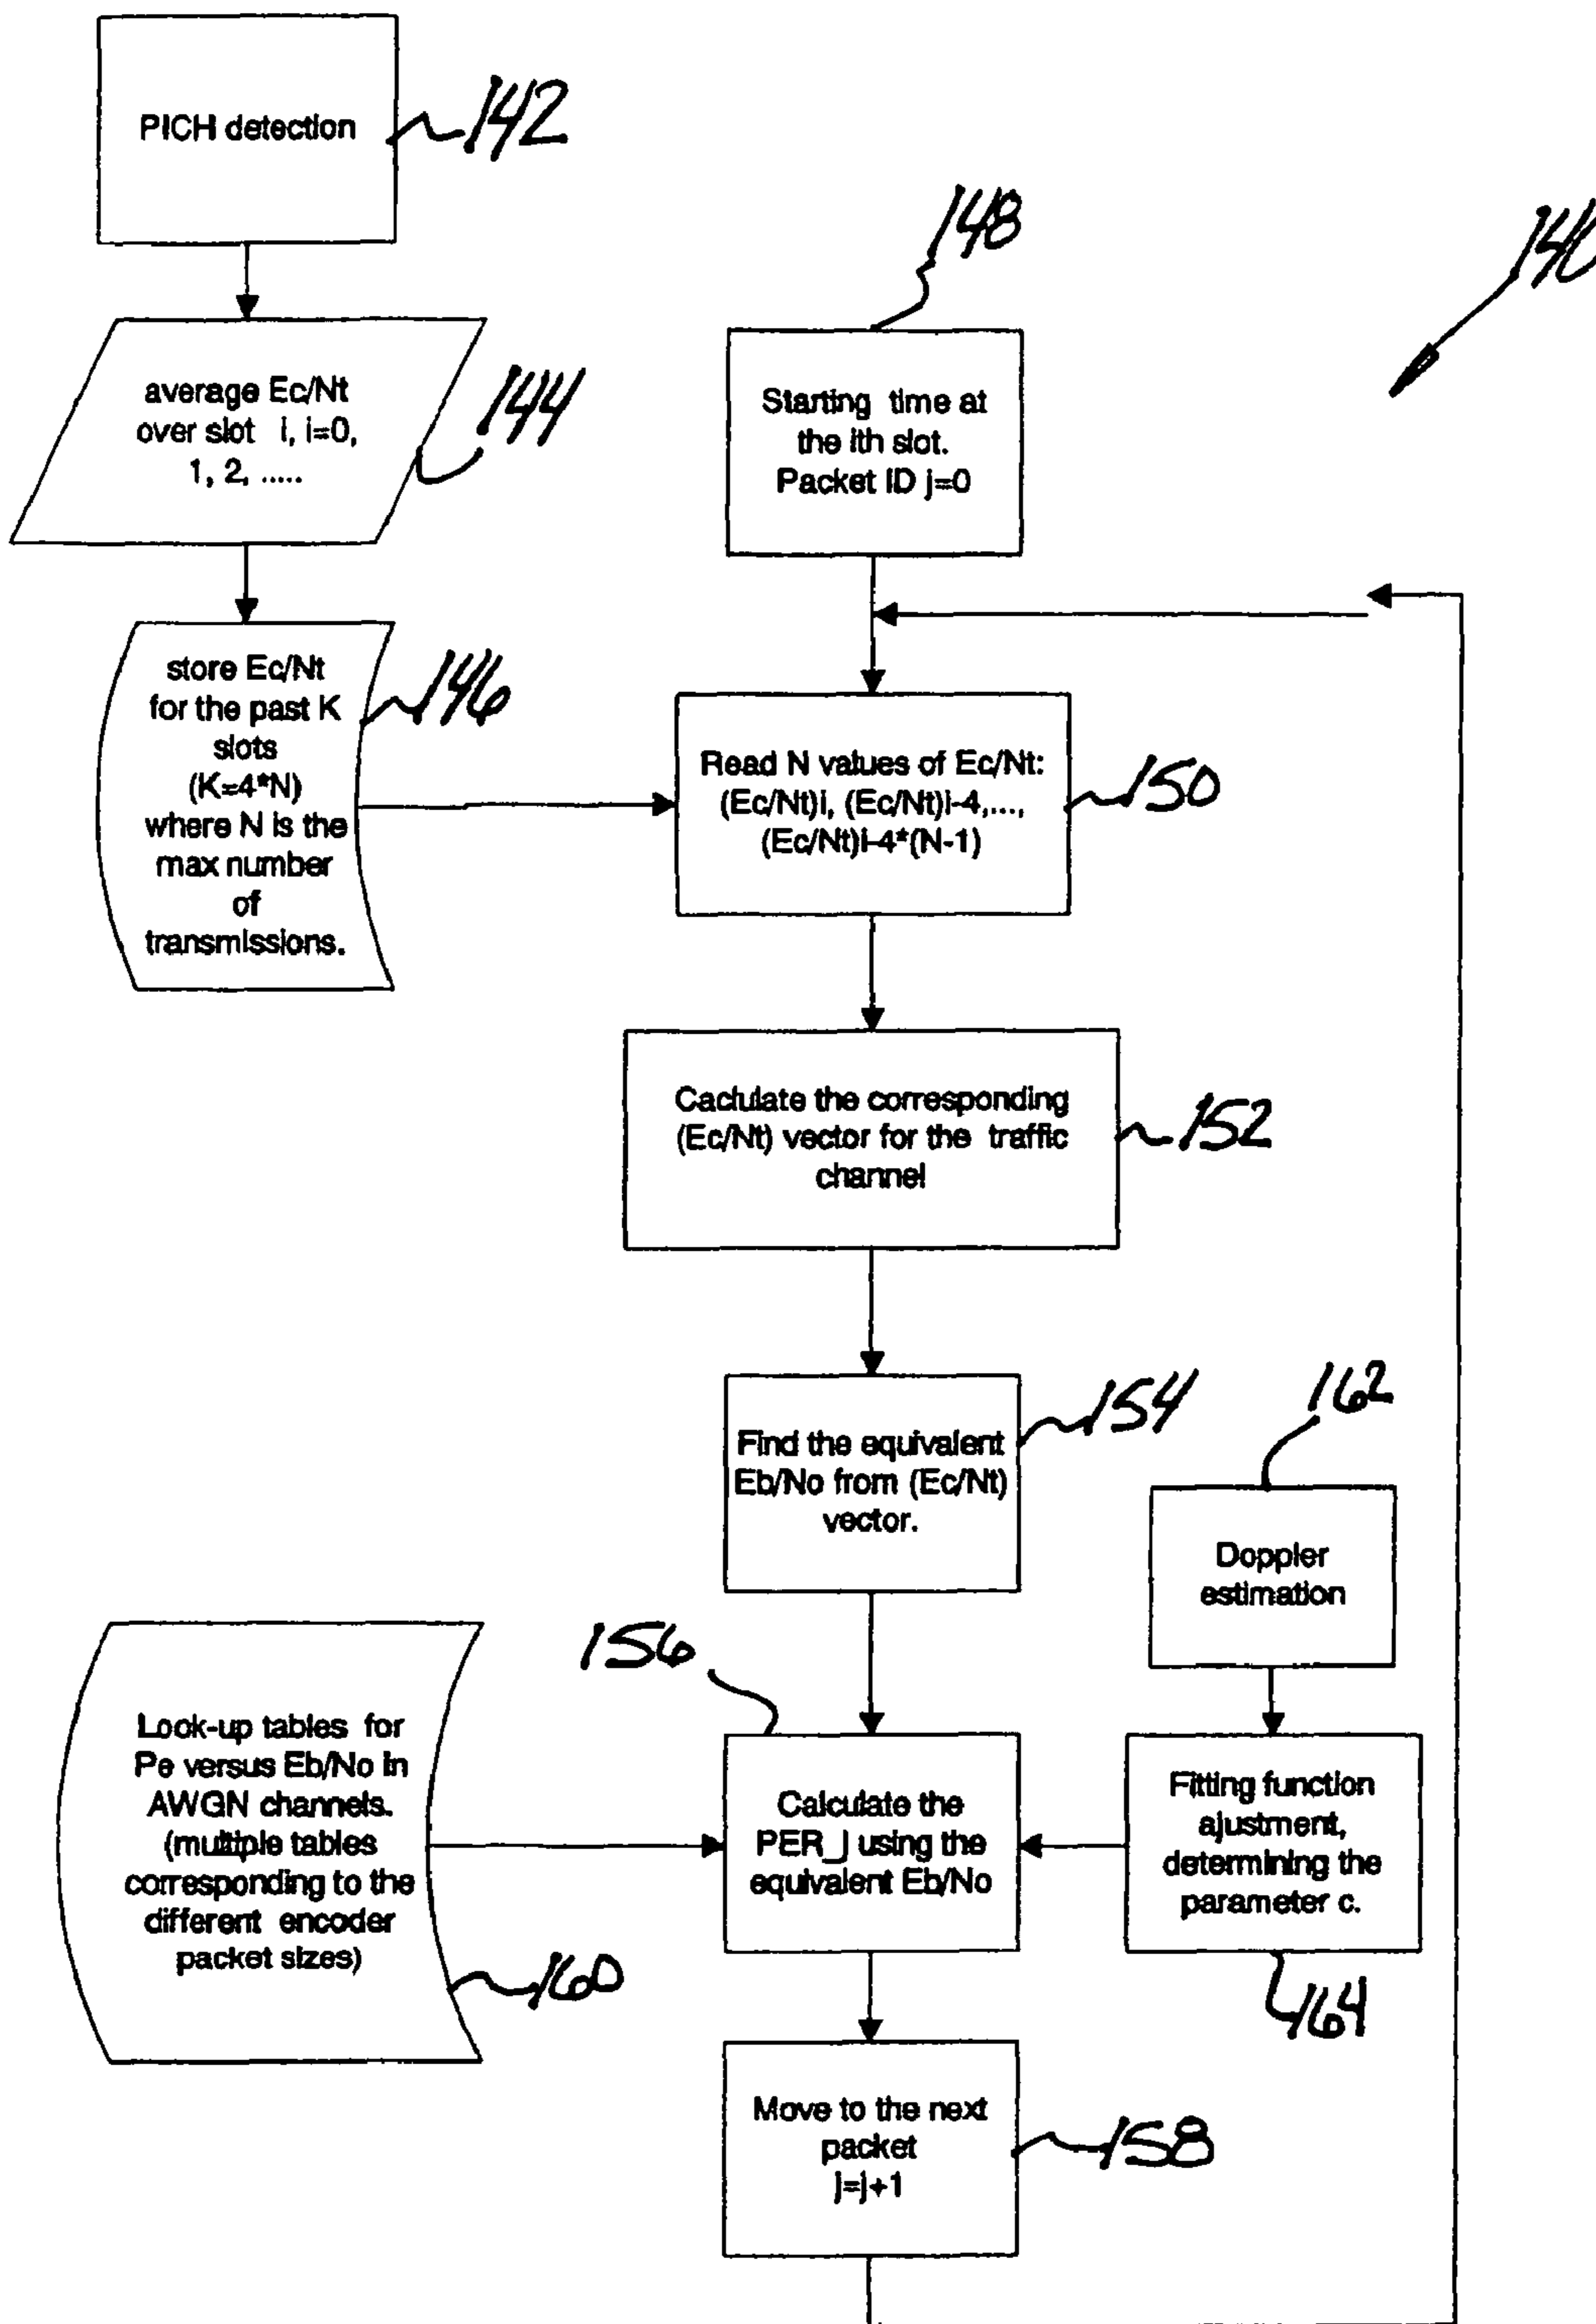 PICH detection
142
average Ec/Nt
over slot i, i=0,
1, 2, .....
144
store Ec/Nt
for the past K
slots
(K=4*N)
where N is the
max number
of
transmissions.
146
148
Starting time at
the ith slot.
Packet ID j=0
140
Read N values of Ec/Nt:
(Ec/Nt)i, (Ec/Nt)i-4,...,
(Ec/Nt)i-4*(N-1)
150
Caclulate the corresponding
(Ec/Nt) vector for the traffic
channel
152
Find the equivalent
Eb/No from (Ec/Nt)
vector.
154
162
Doppler
estimation
156
Look-up tables for
Pe versus Eb/No in
AWGN channels.
(multiple tables
corresponding to the
different encoder
packet sizes)
160
Calculate the
PER_j using the
equivalent Eb/No
Fitting function
ajustment,
determining the
parameter c.
164
Move to the next
packet
j=j+1
158